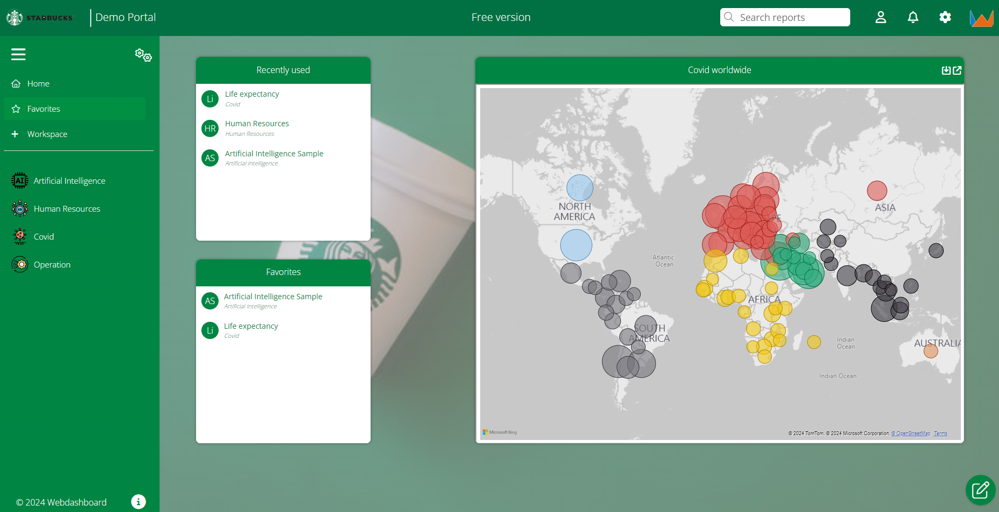 STARBUCKS
Demo Portal
Free version
Search reports
Home
Favorites
Workspace
AI
Artificial Intelligence
HR
Human Resources
COVID
Covid
Operation
© 2024 Webdashboard
i
Recently used
Li
Life expectancy
Covid
HR
Human Resources
Human Resources
AS
Artificial Intelligence Sample
Artificial Intelligence
Favorites
AS
Artificial Intelligence Sample
Artificial Intelligence
Li
Life expectancy
Covid
Covid worldwide
NORTH
AMERICA
ASIA
Atlantic
Ocean
AFRICA
SOUTH
AMERICA
Indian
Ocean
AUSTRALIA
Indian Ocean
Microsoft Bing
© 2024 TomTom, © 2024 Microsoft Corporation, © OpenStreetMap Terms